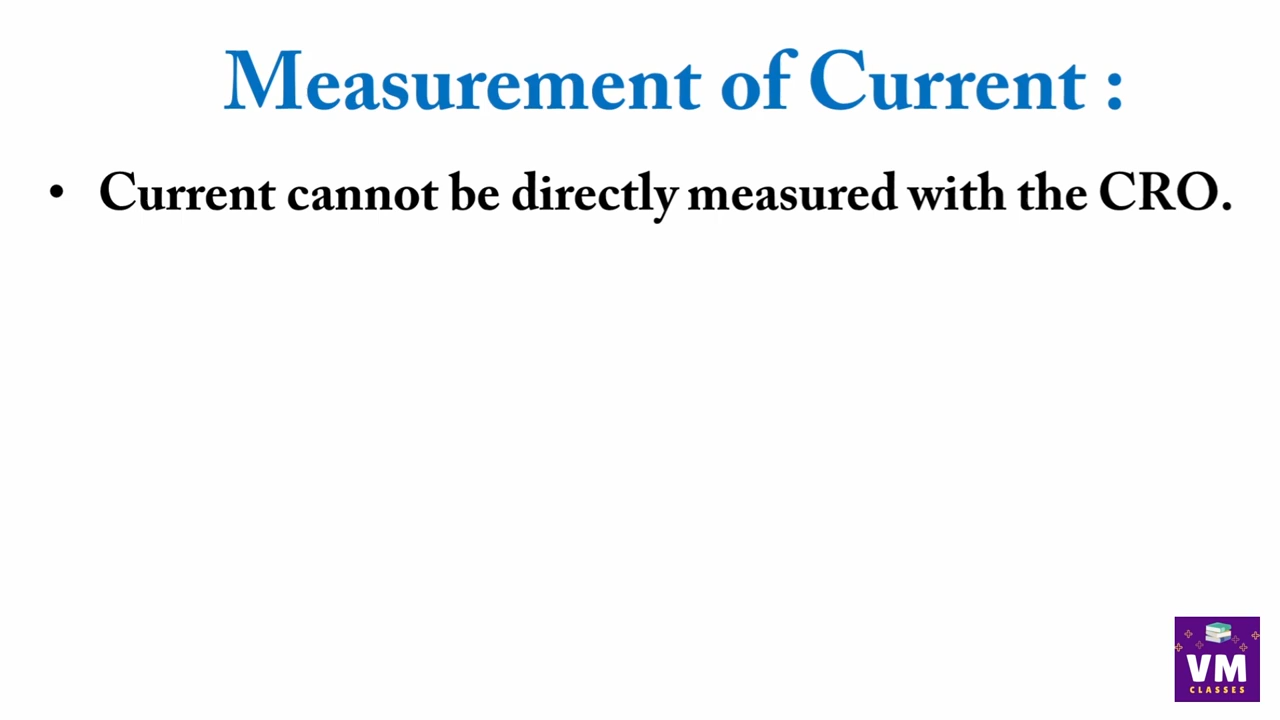 Measurement of Current :
• Current cannot be directly measured with the CRO.
VM
CLASSES